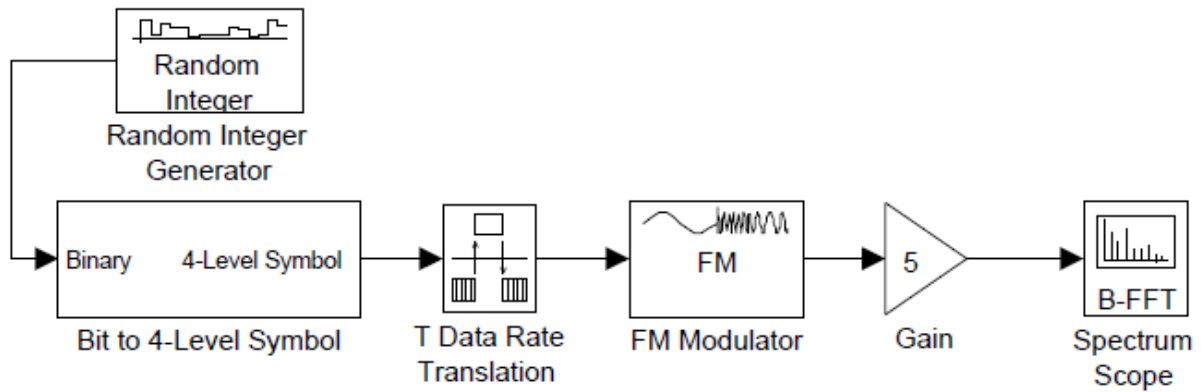 Random
Integer
Random Integer
Generator
Binary 4-Level Symbol
Bit to 4-Level Symbol
T Data Rate
Translation
FM
FM Modulator
5
Gain
B-FFT
Spectrum
Scope